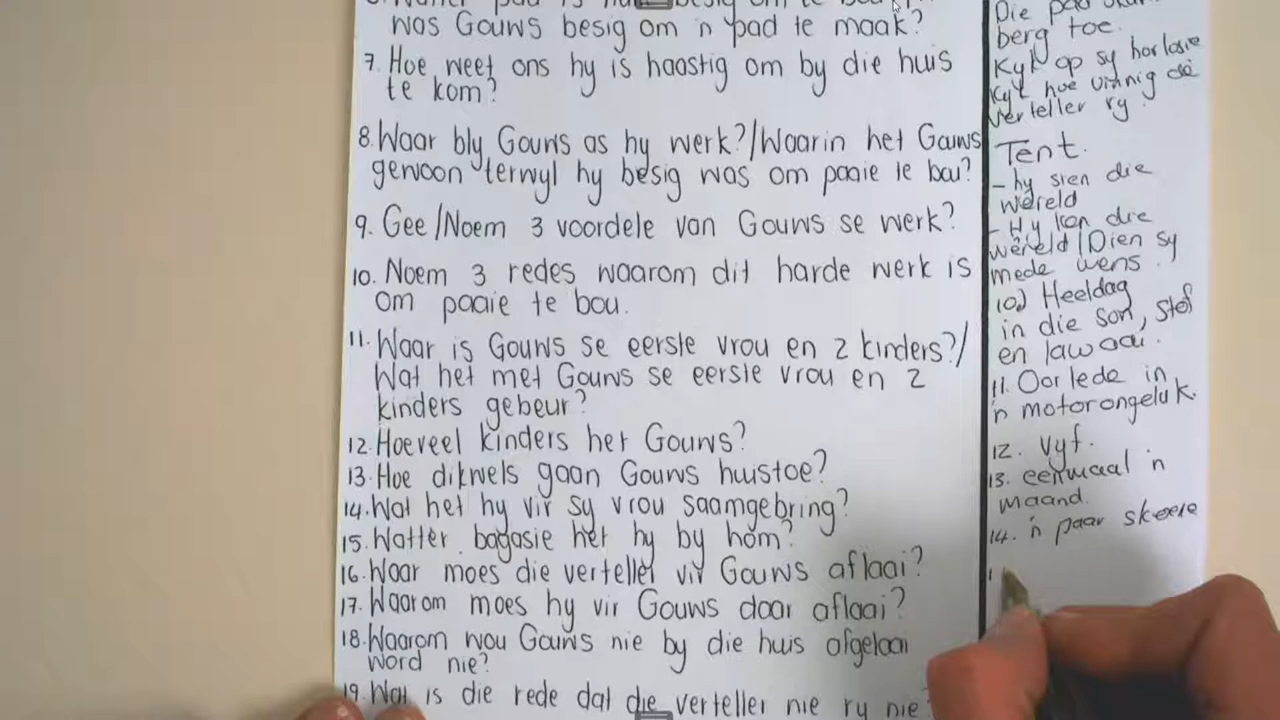 was Gouws besig om 'n pad te maak?
7. Hoe weet ons hy is haastig om by die huis
te kom?
8. Waar bly Gouws as hy werk?/Waarin het Gouws
gewoon terwyl hy besig was om paaie te bou?
9. Gee/Noem 3 voordele van Gouws se werk?
10. Noem 3 redes waarom dit harde werk is
om paaie te bou.
11. Waar is Gouws se eerste vrou en 2 kinders?/
Wat het met Gouws se eerste vrou en 2
kinders gebeur?
12. Hoeveel kinders het Gouws?
13. Hoe dikwels gaan Gouws huistoe?
14. Wat het hy vir sy vrou saamgebring?
15. Watter bagasie het hy by hom?
16. Waar moes die verteller vir Gouws aflaai?
17. Waarom moes hy vir Gouws daar aflaai?
18. Waarom wou Gouws nie by die huis afgelaai
word nie?
19. Wat is die rede dat die verteller nie ry nie?
Die pad
berg toe.
Kyk op sy horlosie
Kyk hoe vinnig die
verteller ry.
Tent.
- hy sien die
wêreld
- Hy ken die
wêreld/Dien sy
mede wens.
10) Heeldag
in die son, stof
en lawaai.
11. Oorlede in
'n motorongeluk.
12. Vyf.
13. eenmaal 'n
maand.
14. 'n paar skoene